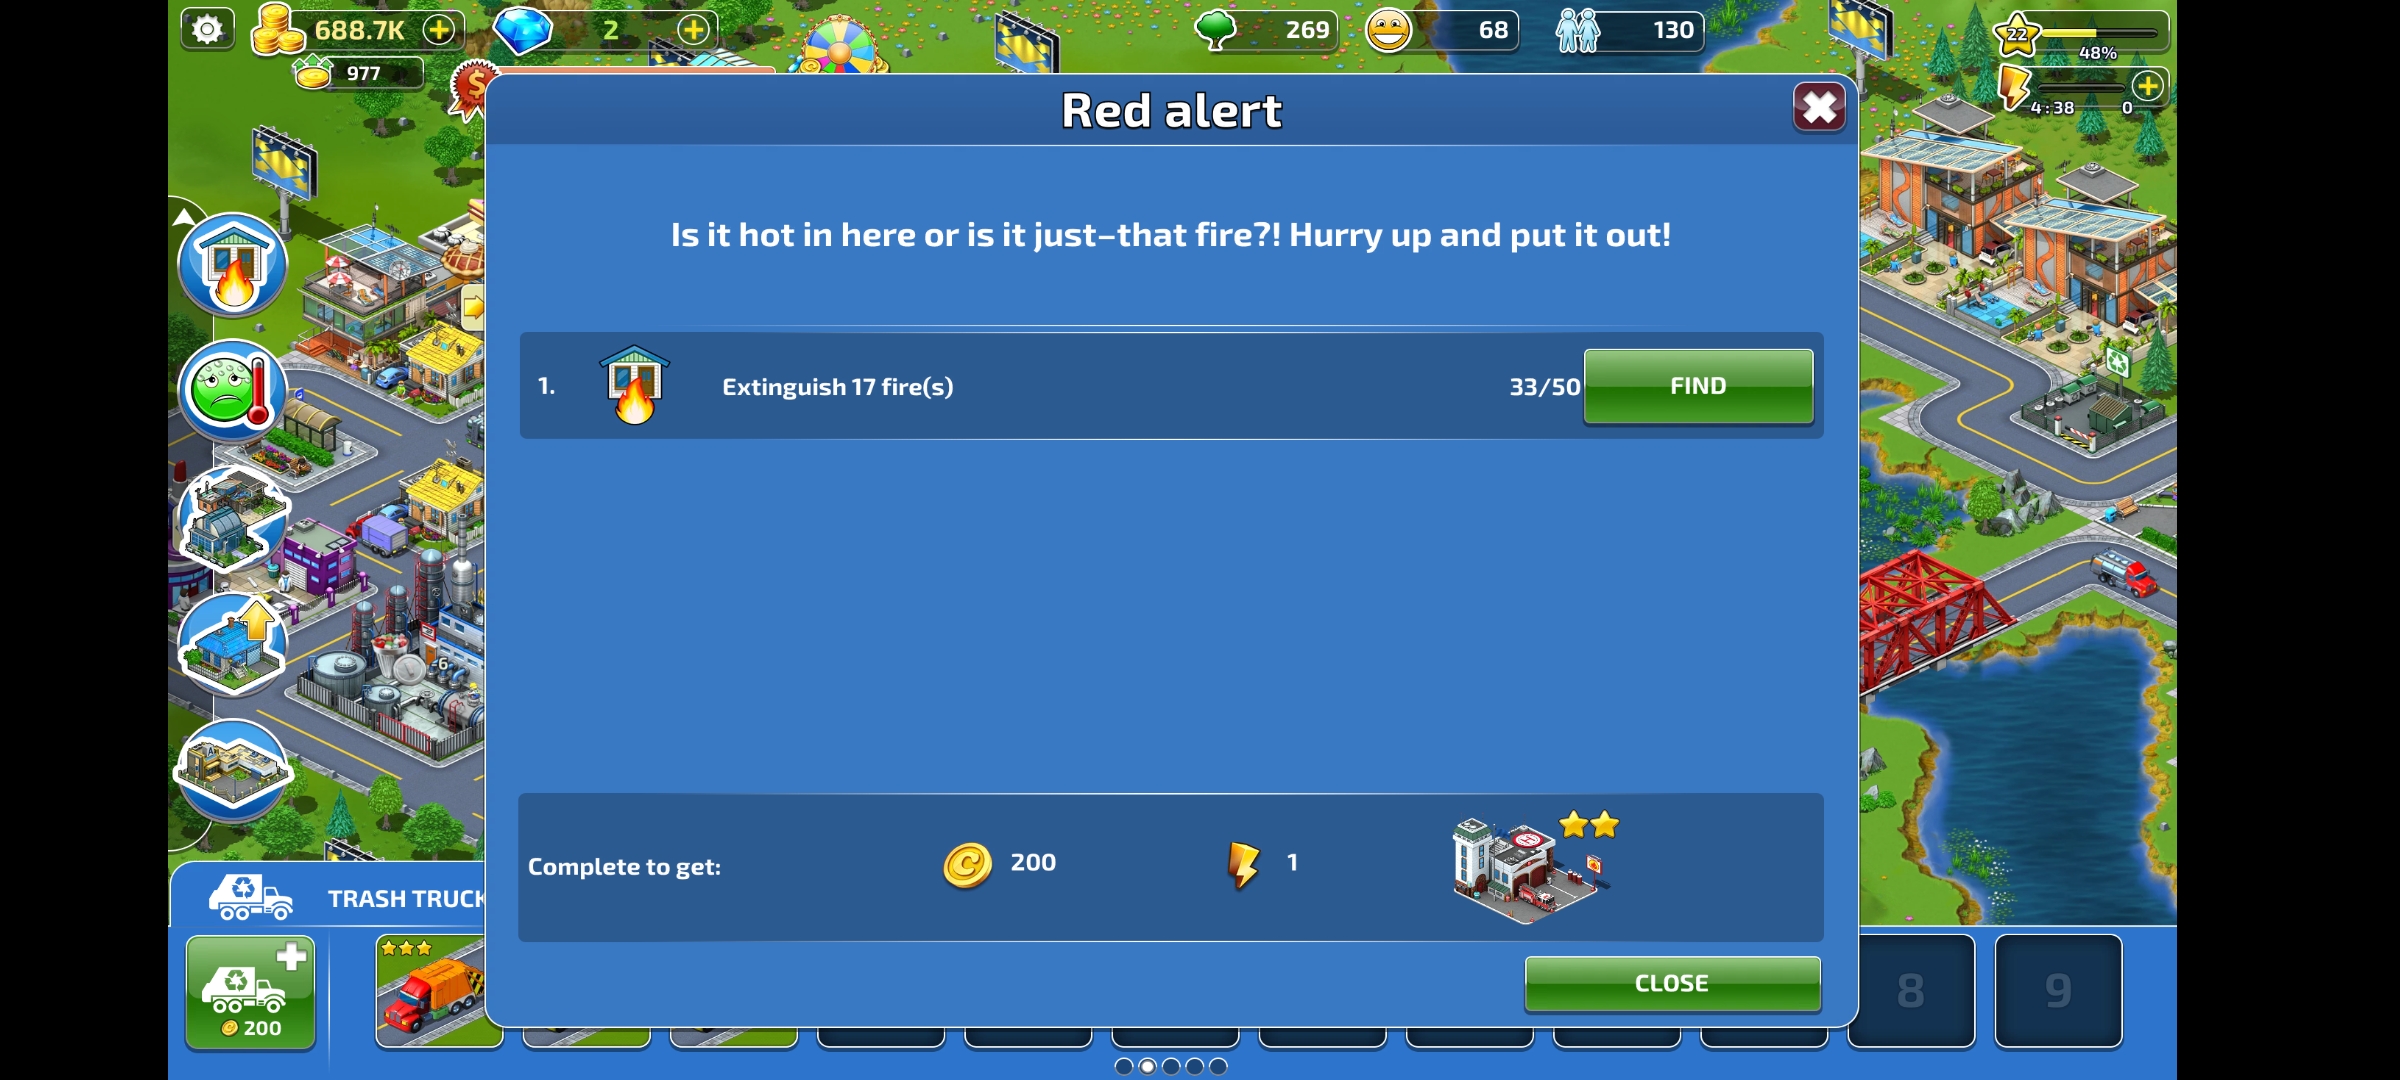 688.7K
2
269
68
130
22
48%
977
4:38
0
Red alert
Is it hot in here or is it just–that fire?! Hurry up and put it out!
1.
Extinguish 17 fire(s)
33/50
FIND
-6
Complete to get:
200
1
TRASH TRUCK
CLOSE
200
8
9